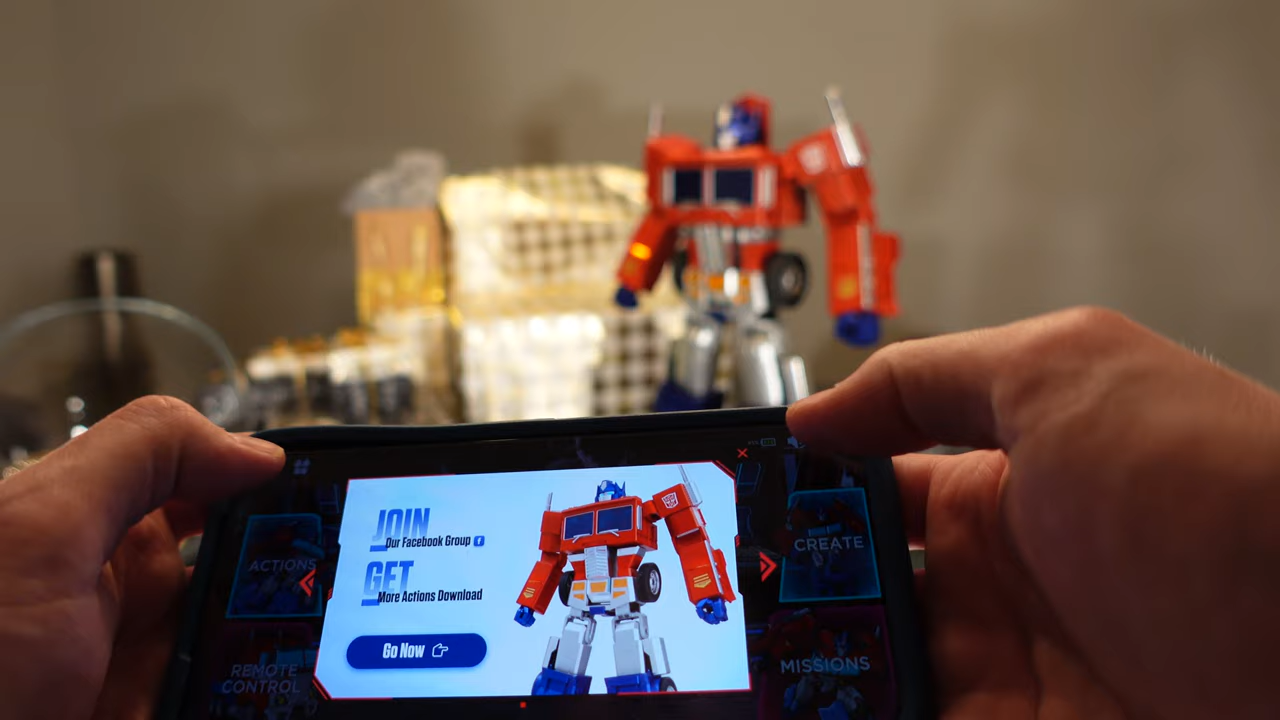 JOIN
Our Facebook Group f
GET
More Actions Download
Go Now
ACTIONS
CREATE
REMOTE
CONTROL
MISSIONS